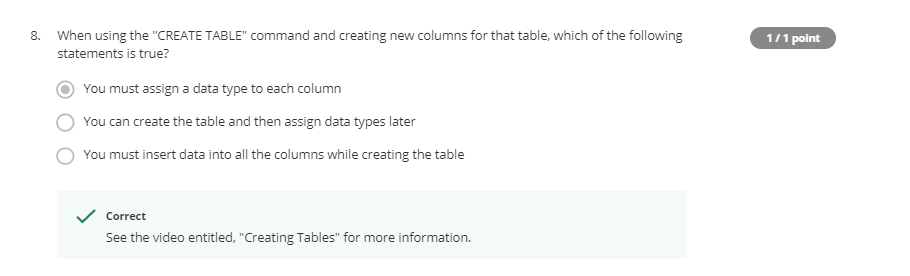 8. When using the "CREATE TABLE" command and creating new columns for that table, which of the following
statements is true?
1 / 1 point
You must assign a data type to each column
You can create the table and then assign data types later
You must insert data into all the columns while creating the table
Correct
See the video entitled, "Creating Tables" for more information.